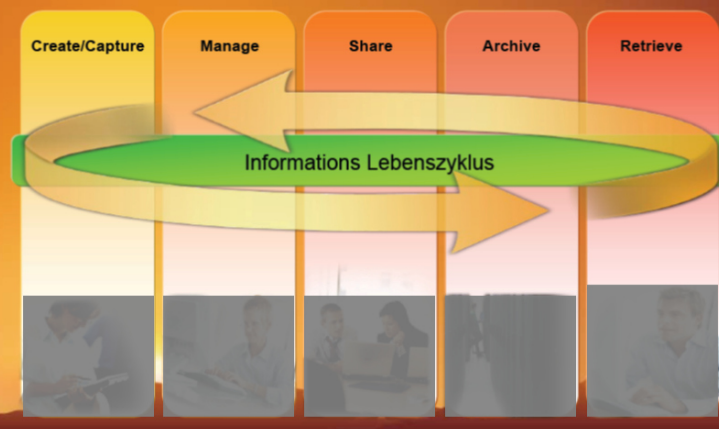 Create/Capture
Manage
Share
Archive
Retrieve
Informations Lebenszyklus